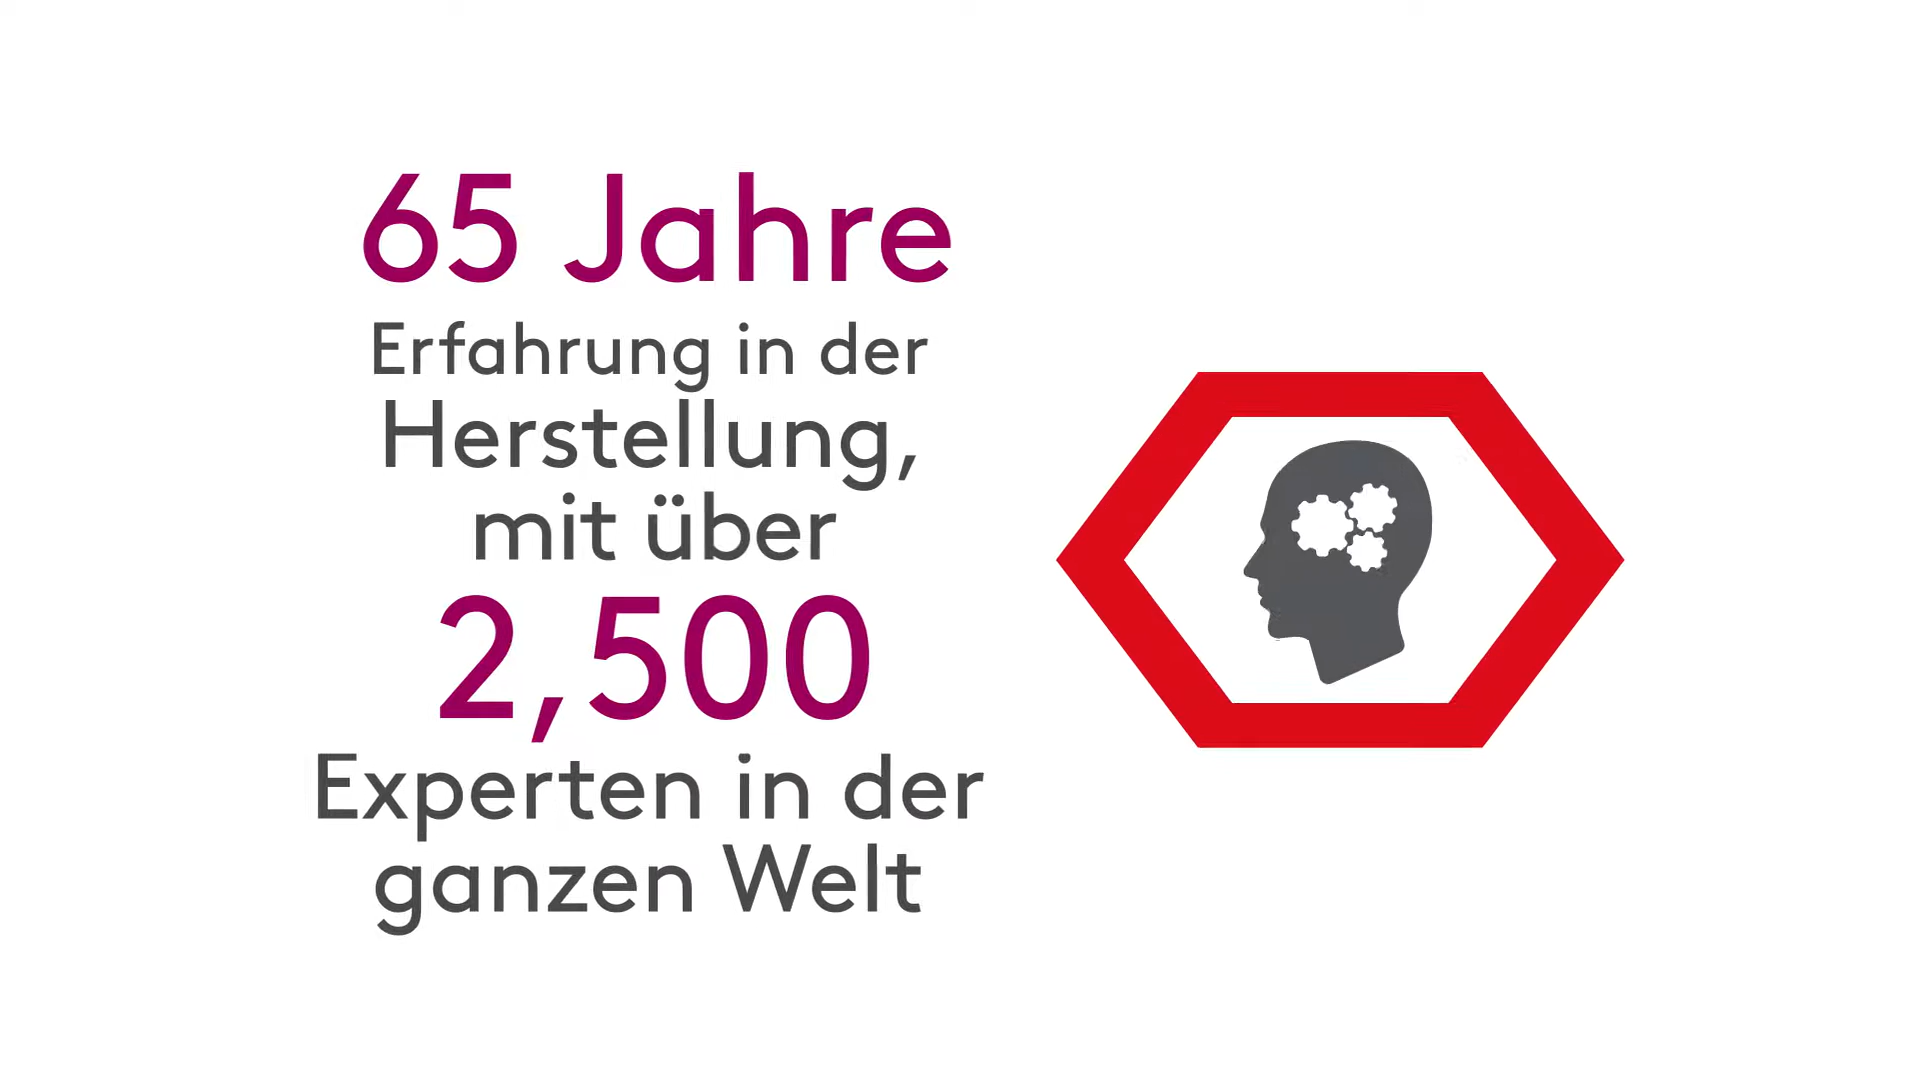 65 Jahre
Erfahrung in der
Herstellung,
mit über
2,500
Experten in der
ganzen Welt